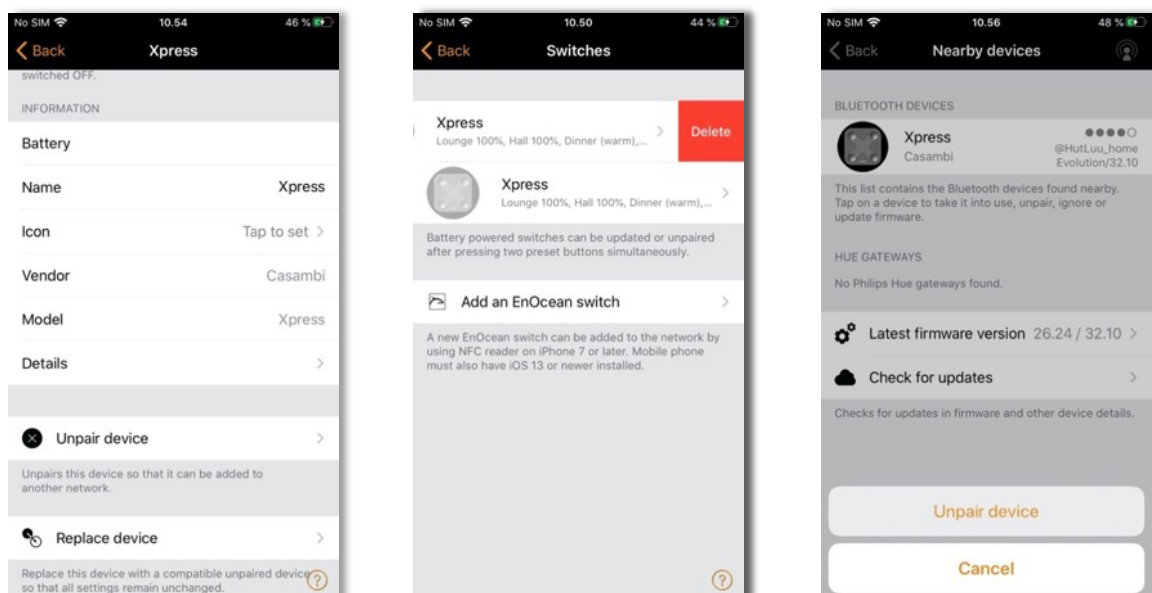 No SIM 10.54 46 %
Back Xpress
switched OFF.
INFORMATION
Battery
Name Xpress
Icon Tap to set
Vendor Casambi
Model Xpress
Details
Unpair device
Unpairs this device so that it can be added to
another network.
Replace device
Replace this device with a compatible unpaired device
so that all settings remain unchanged.
?
No SIM 10.50 44 %
Back Switches
Xpress
Lounge 100%, Hall 100%, Dinner (warm),...
Delete
Xpress
Lounge 100%, Hall 100%, Dinner (warm),...
Battery powered switches can be updated or unpaired
after pressing two preset buttons simultaneously.
Add an EnOcean switch
A new EnOcean switch can be added to the network by
using NFC reader on iPhone 7 or later. Mobile phone
must also have iOS 13 or newer installed.
?
No SIM 10.56 48 %
Back Nearby devices
BLUETOOTH DEVICES
Xpress
Casambi
@HutLuu_home
Evolution/32.10
This list contains the Bluetooth devices found nearby.
Tap on a device to take it into use, unpair, ignore or
update firmware.
HUE GATEWAYS
No Philips Hue gateways found.
Latest firmware version 26.24 / 32.10
Check for updates
Checks for updates in firmware and other device details.
Unpair device
Cancel